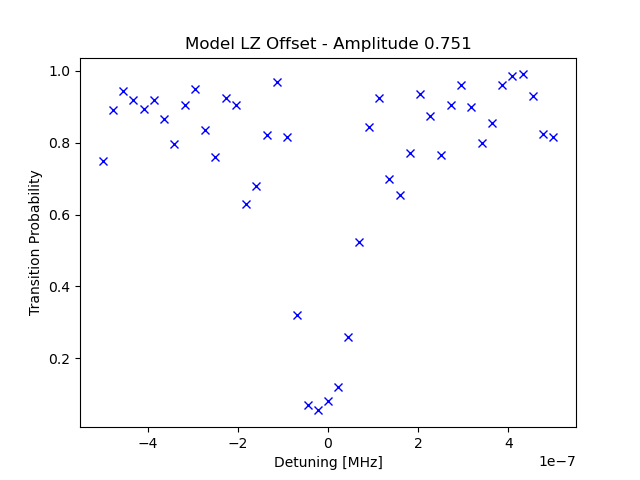 Model LZ Offset - Amplitude 0.751
1.0
0.8
0.6
0.4
0.2
Transition Probability
−4
−2
0
2
4
1e−7
Detuning [MHz]